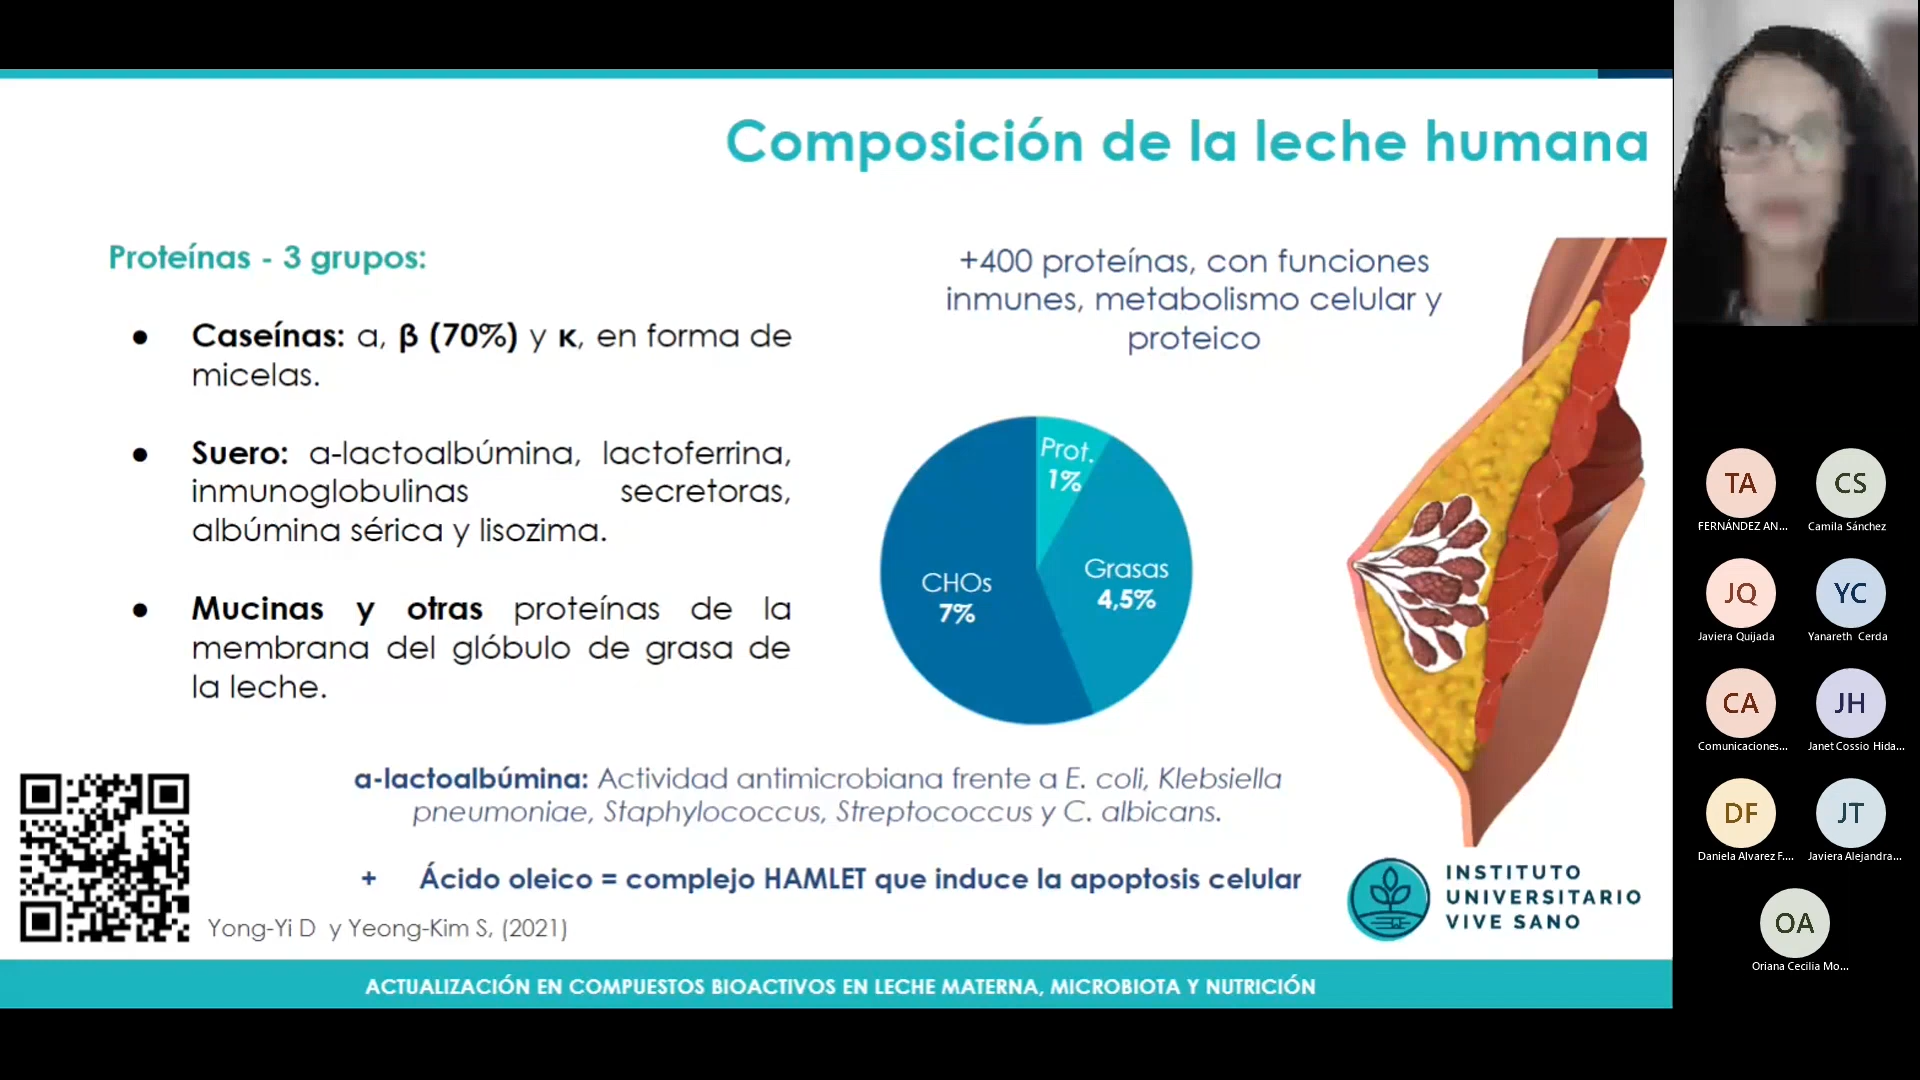 Composición de la leche humana
Proteínas - 3 grupos:
● Caseínas: α, β (70%) y κ, en forma de
micelas.
● Suero: α-lactoalbúmina, lactoferrina,
inmunoglobulinas secretoras,
albúmina sérica y lisozima.
● Mucinas y otras proteínas de la
membrana del glóbulo de grasa de
la leche.
+400 proteínas, con funciones
inmunes, metabolismo celular y
proteico
Prot.
1%
Grasas
4,5%
CHOs
7%
α-lactoalbúmina: Actividad antimicrobiana frente a E. coli, Klebsiella
pneumoniae, Staphylococcus, Streptococcus y C. albicans.
+ Ácido oleico = complejo HAMLET que induce la apoptosis celular
Yong-Yi D y Yeong-Kim S, (2021)
INSTITUTO
UNIVERSITARIO
VIVE SANO
ACTUALIZACIÓN EN COMPUESTOS BIOACTIVOS EN LECHE MATERNA, MICROBIOTA Y NUTRICIÓN
TA
FERNÁNDEZ AN...
CS
Camila Sánchez
JQ
Javiera Quijada
YC
Yanareth Cerda
CA
Comunicaciones...
JH
Janet Cossio Hida...
DF
Daniela Alvarez F....
JT
Javiera Alejandra...
OA
Oriana Cecilia Mo...